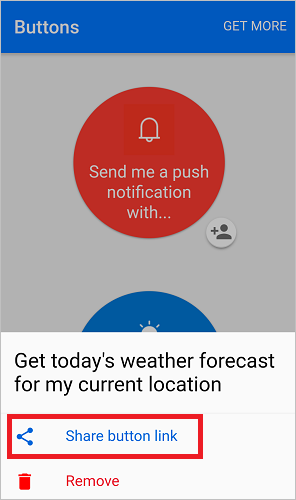 Buttons GET MORE
Send me a push
notification
with...
Get today's weather forecast
for my current location
Share button link
Remove